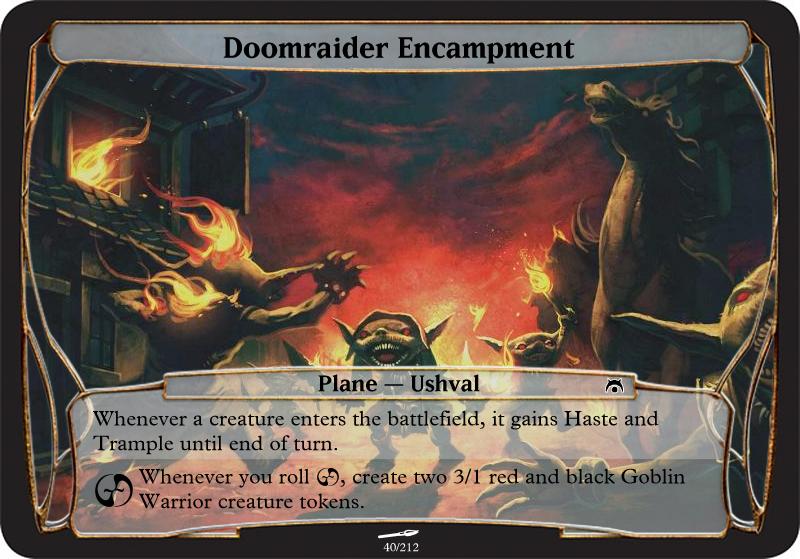 Doomraider Encampment
Plane — Ushval
Whenever a creature enters the battlefield, it gains Haste and
Trample until end of turn.
Whenever you roll , create two 3/1 red and black Goblin
Warrior creature tokens.
40/212